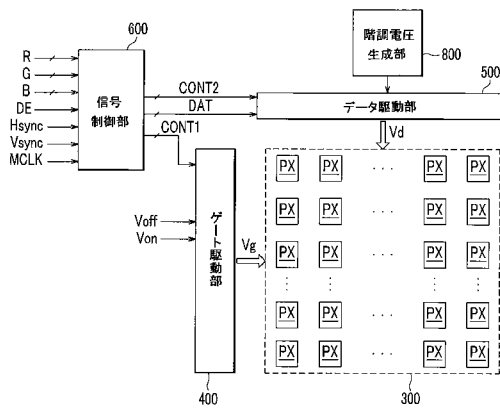 600
階調電圧
生成部
800
R
G
B
DE
Hsync
Vsync
MCLK
信号
制御部
CONT2
DAT
CONT1
500
データ駆動部
Vd
Voff
Von
ゲート駆動部
Vg
PX PX ··· PX PX
PX PX ··· PX PX
PX PX ··· PX PX
PX PX ··· PX PX
PX PX ··· PX PX
400
300